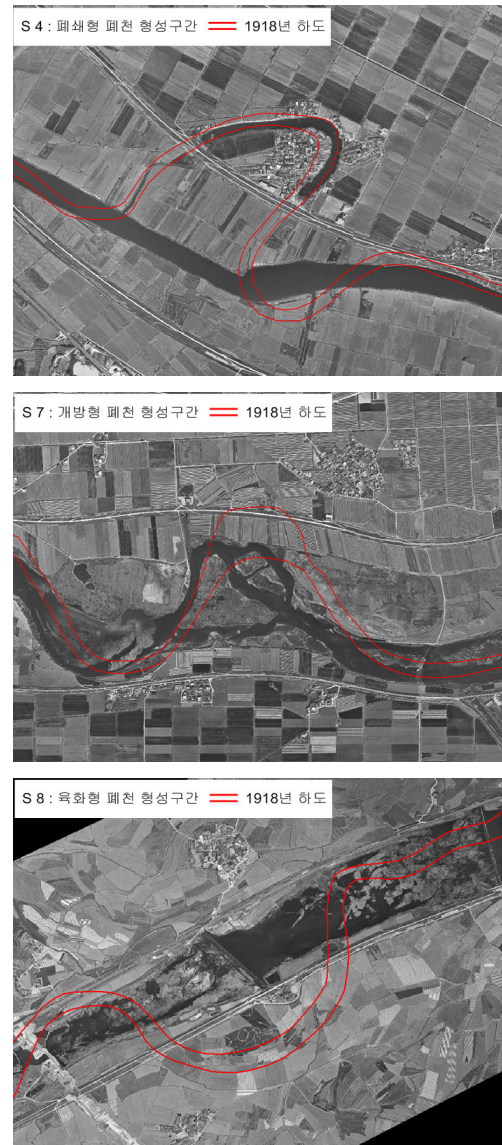 S 4 : 폐쇄형 폐천 형성구간 1918년 하도
S 7 : 개방형 폐천 형성구간 1918년 하도
S 8 : 육화형 폐천 형성구간 1918년 하도